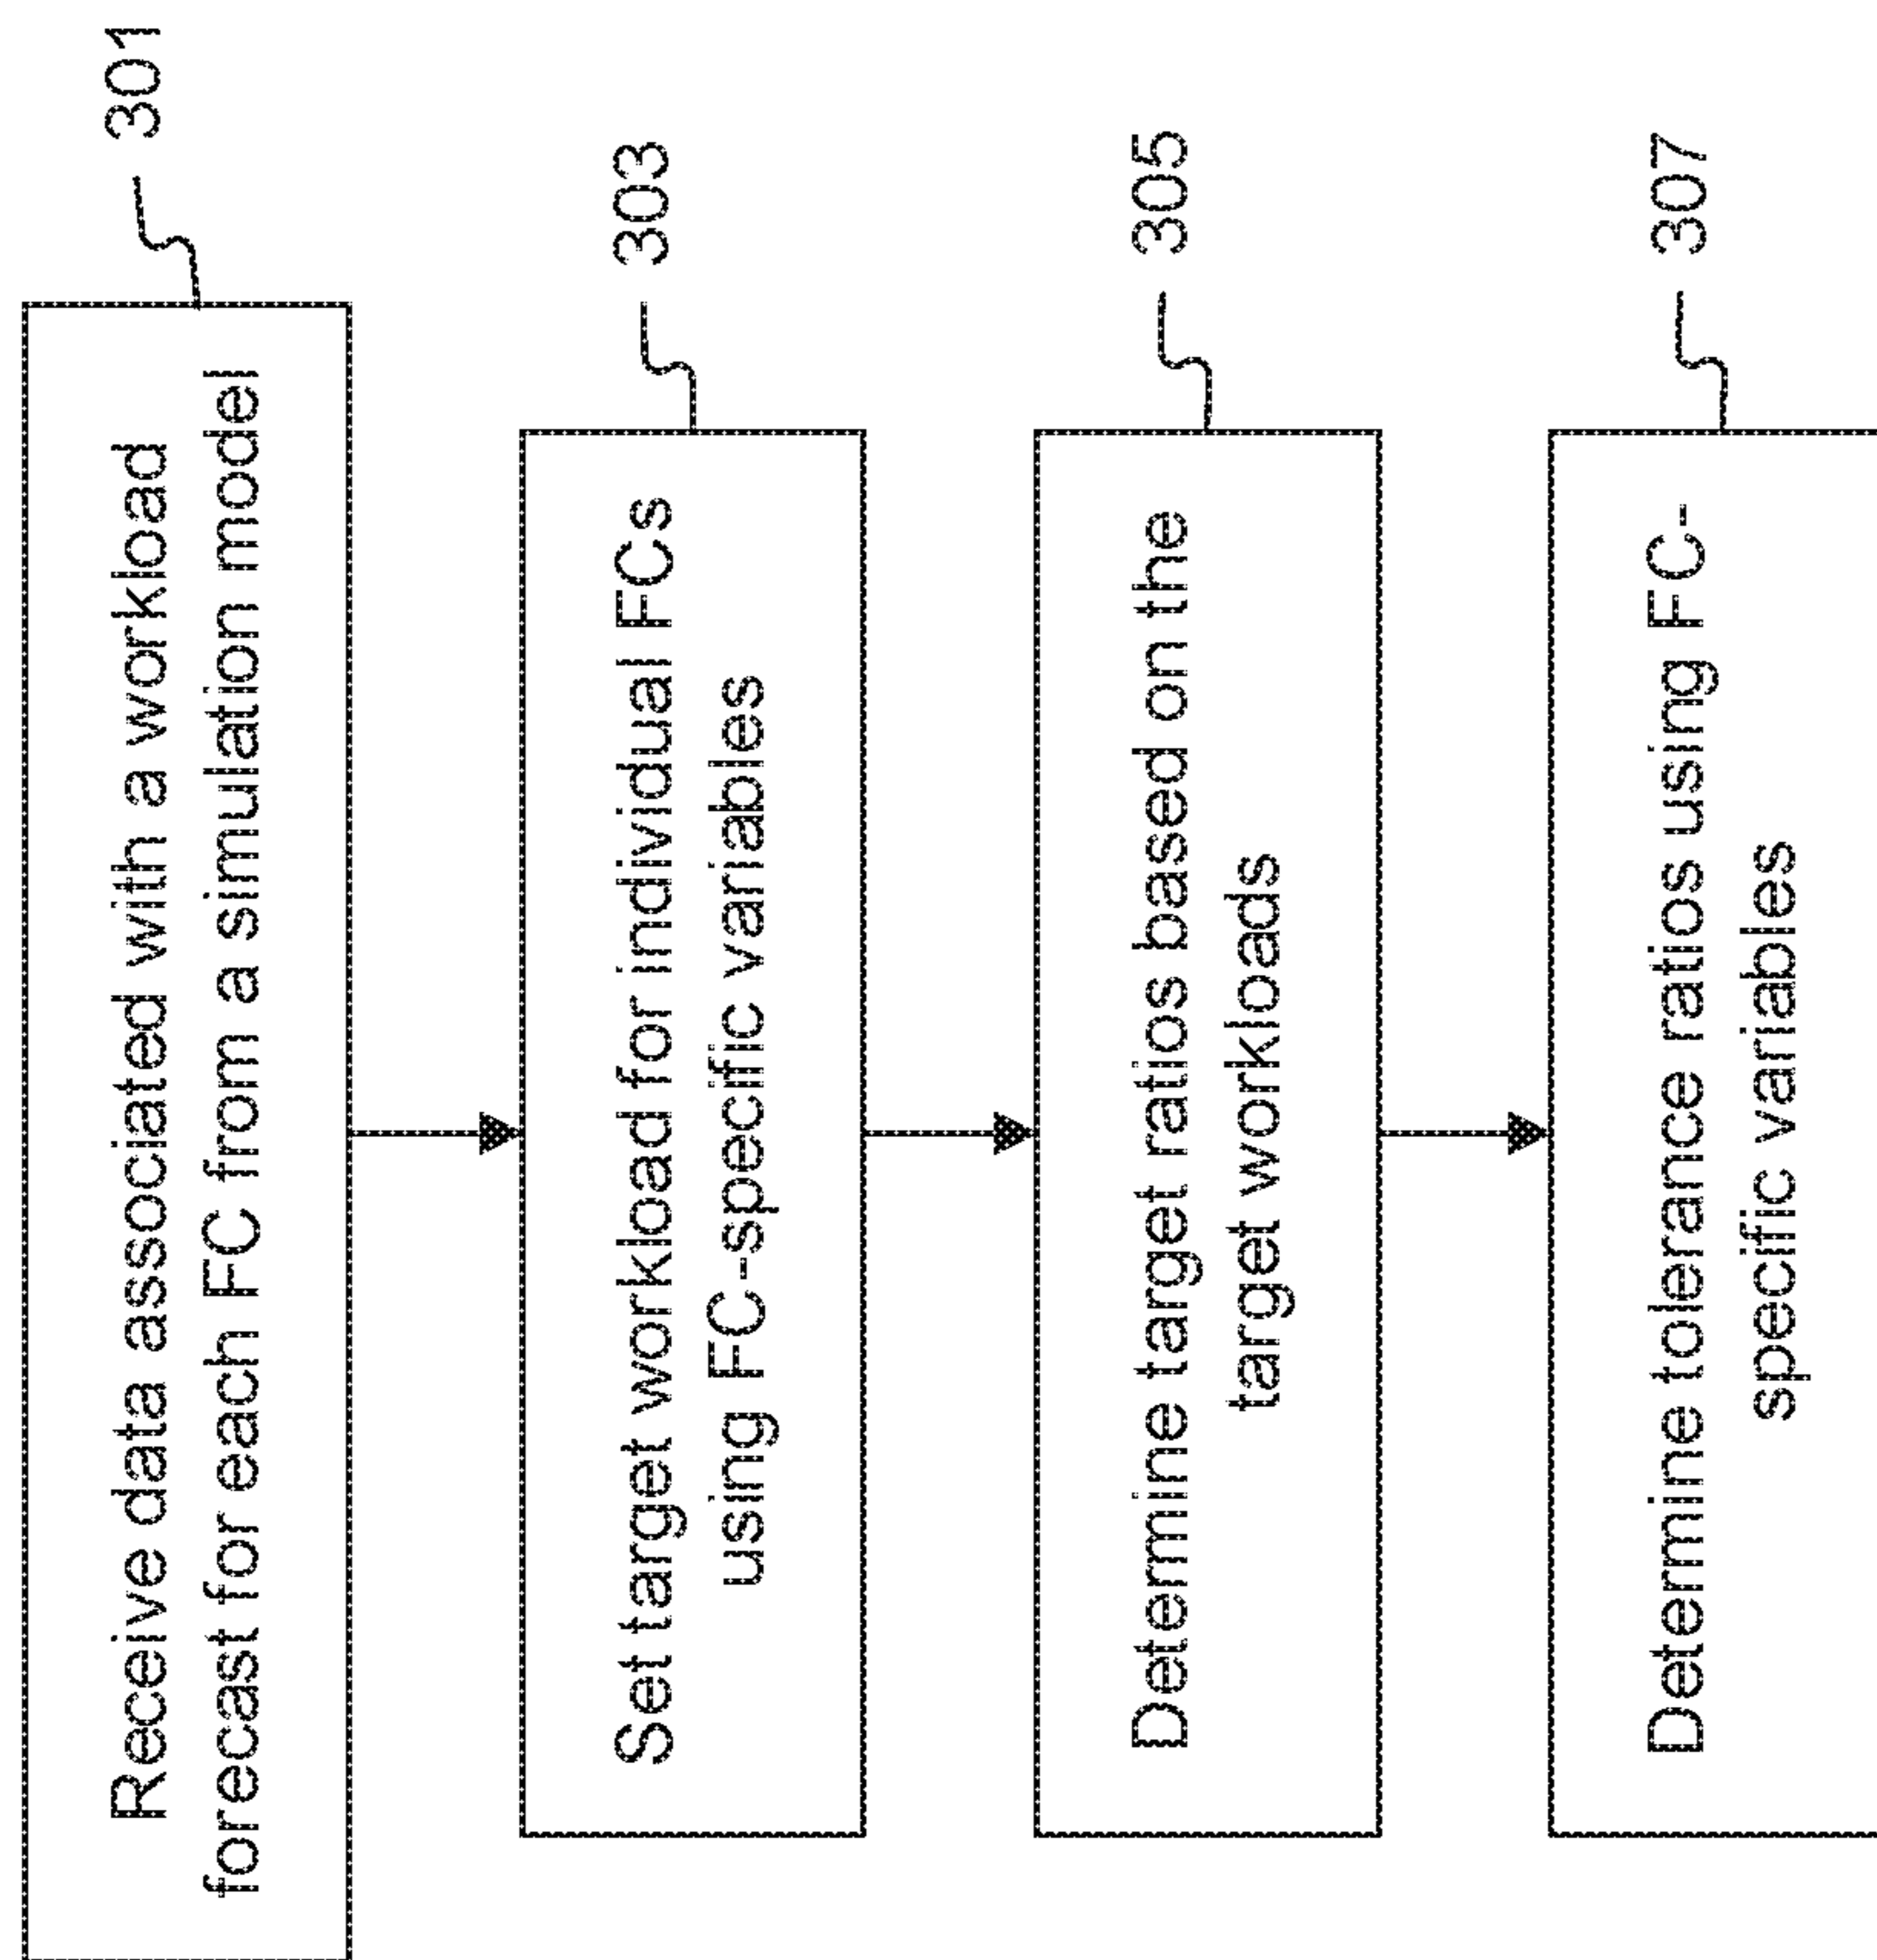 Receive data associated with a workload
forecast for each FC from a simulation model
301
Set target workload for individual FCs
using FC-specific variables
303
Determine target ratios based on the
target workloads
305
Determine tolerance ratios using FC-
specific variables
307